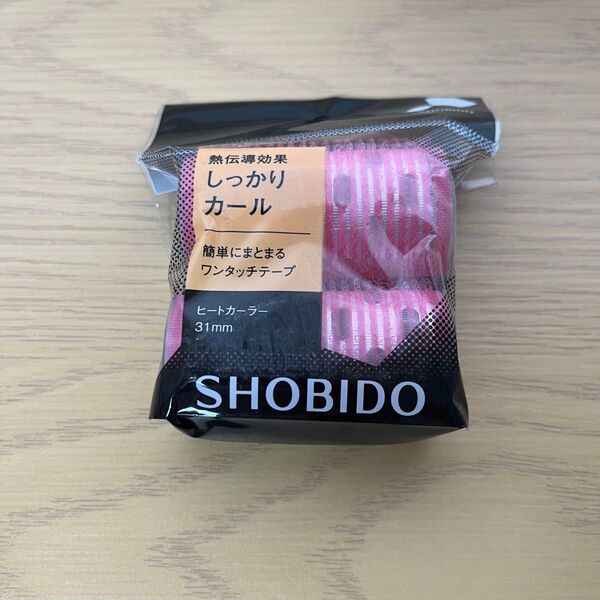 SHOBIDO
熱伝導効果
しっかり
カール
簡単にまとまる
ワンタッチテープ
ヒートカーラー
31mm
SHOBIDO